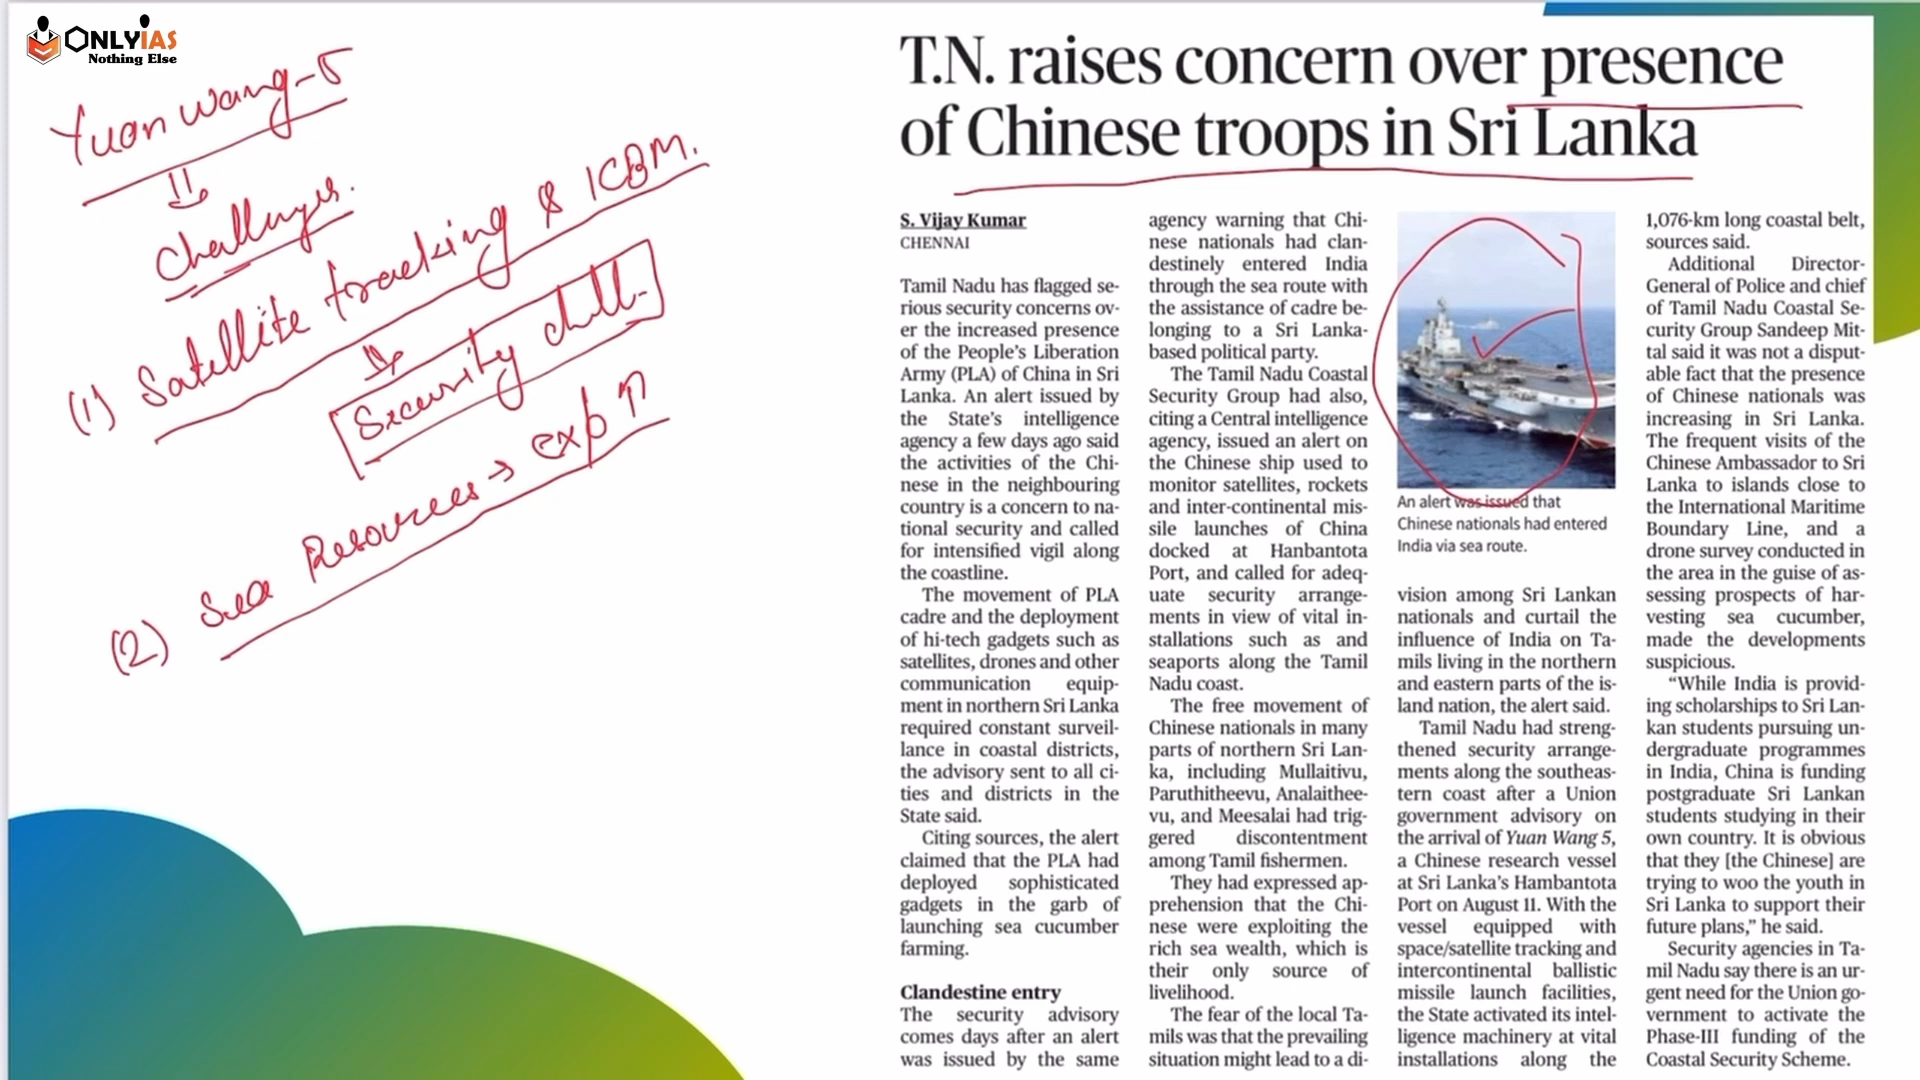 ONLYIAS
Nothing Else
Yuan Wang-5
Challenges.
(1) Satellite tracking & ICBM.
Security chall.
(2) Sea Resources → exp ↑
T.N. raises concern over presence
of Chinese troops in Sri Lanka
S. Vijay Kumar
CHENNAI
Tamil Nadu has flagged se-
rious security concerns ov-
er the increased presence
of the People's Liberation
Army (PLA) of China in Sri
Lanka. An alert issued by
the State's intelligence
agency a few days ago said
the activities of the Chi-
nese in the neighbouring
country is a concern to na-
tional security and called
for intensified vigil along
the coastline.
The movement of PLA
cadre and the deployment
of hi-tech gadgets such as
satellites, drones and other
communication equip-
ment in northern Sri Lanka
required constant surveil-
lance in coastal districts,
the advisory sent to all ci-
ties and districts in the
State said.
Citing sources, the alert
claimed that the PLA had
deployed sophisticated
gadgets in the garb of
launching sea cucumber
farming.
Clandestine entry
The security advisory
comes days after an alert
was issued by the same
agency warning that Chi-
nese nationals had clan-
destinely entered India
through the sea route with
the assistance of cadre be-
longing to a Sri Lanka-
based political party.
The Tamil Nadu Coastal
Security Group had also,
citing a Central intelligence
agency, issued an alert on
the Chinese ship used to
monitor satellites, rockets
and inter-continental mis-
sile launches of China
docked at Hanbantota
Port, and called for adeq-
uate security arrange-
ments in view of vital in-
stallations such as and
seaports along the Tamil
Nadu coast.
The free movement of
Chinese nationals in many
parts of northern Sri Lan-
ka, including Mullaitivu,
Paruthitheevu, Analaithee-
vu, and Meesalai had trig-
gered discontentment
among Tamil fishermen.
They had expressed ap-
prehension that the Chi-
nese were exploiting the
rich sea wealth, which is
their only source of
livelihood.
The fear of the local Ta-
mils was that the prevailing
situation might lead to a di-
An alert was issued that
Chinese nationals had entered
India via sea route.
vision among Sri Lankan
nationals and curtail the
influence of India on Ta-
mils living in the northern
and eastern parts of the is-
land nation, the alert said.
Tamil Nadu had streng-
thened security arrange-
ments along the southeas-
tern coast after a Union
government advisory on
the arrival of Yuan Wang 5,
a Chinese research vessel
at Sri Lanka's Hambantota
Port on August 11. With the
vessel equipped with
space/satellite tracking and
intercontinental ballistic
missile launch facilities,
the State activated its intel-
ligence machinery at vital
installations along the
1,076-km long coastal belt,
sources said.
Additional Director-
General of Police and chief
of Tamil Nadu Coastal Se-
curity Group Sandeep Mit-
tal said it was not a disput-
able fact that the presence
of Chinese nationals was
increasing in Sri Lanka.
The frequent visits of the
Chinese Ambassador to Sri
Lanka to islands close to
the International Maritime
Boundary Line, and a
drone survey conducted in
the area in the guise of as-
sessing prospects of har-
vesting sea cucumber,
made the developments
suspicious.
"While India is provid-
ing scholarships to Sri Lan-
kan students pursuing un-
dergraduate programmes
in India, China is funding
postgraduate Sri Lankan
students studying in their
own country. It is obvious
that they [the Chinese] are
trying to woo the youth in
Sri Lanka to support their
future plans," he said.
Security agencies in Ta-
mil Nadu say there is an ur-
gent need for the Union go-
vernment to activate the
Phase-III funding of the
Coastal Security Scheme.